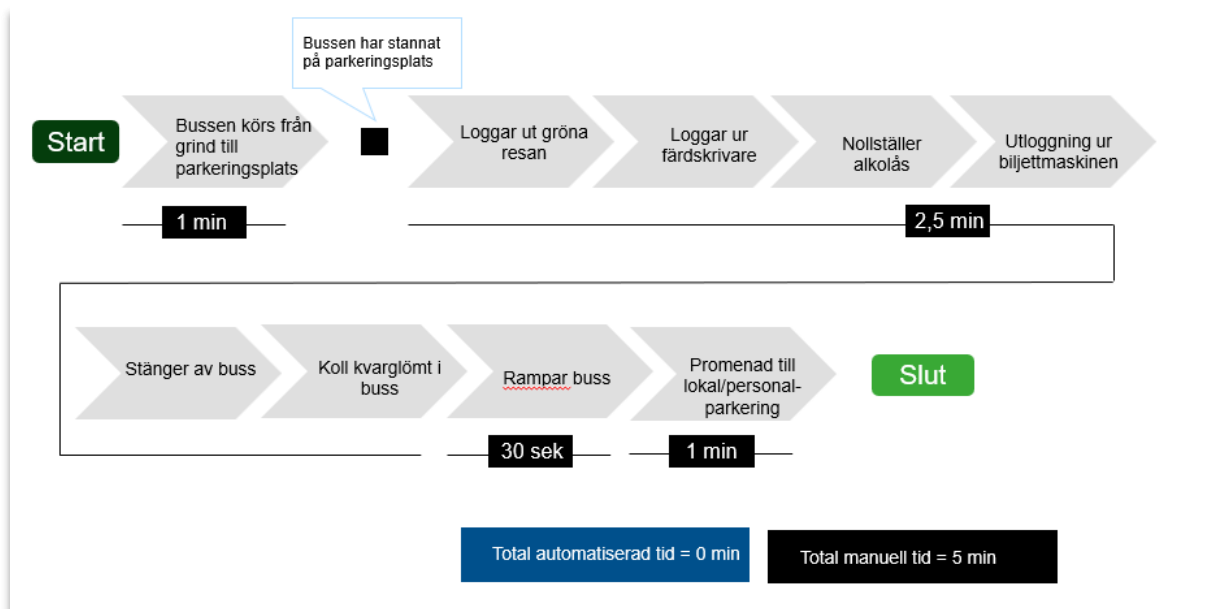 Bussen har stannat
på parkeringsplats
Start
Bussen körs från
grind till
parkeringsplats
Loggar ut gröna
resan
Loggar ur
färdskrivare
Nollställer
alkolås
Utloggning ur
biljettmaskinen
1 min
2,5 min
Stänger av buss
Koll kvarglömt i
buss
Rampar buss
Promenad till
lokal/personal-
parkering
Slut
30 sek
1 min
Total automatiserad tid = 0 min
Total manuell tid = 5 min